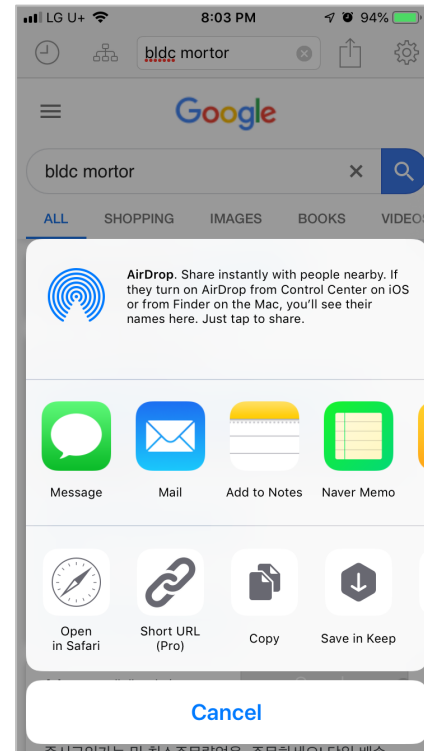 LG U+ 8:03 PM 94%
bldc mortor
Google
bldc mortor
ALL SHOPPING IMAGES BOOKS VIDEOS
AirDrop. Share instantly with people nearby. If
they turn on AirDrop from Control Center on iOS
or from Finder on the Mac, you'll see their
names here. Just tap to share.
Message Mail Add to Notes Naver Memo
Open
in Safari
Short URL
(Pro)
Copy
Save in Keep
Cancel